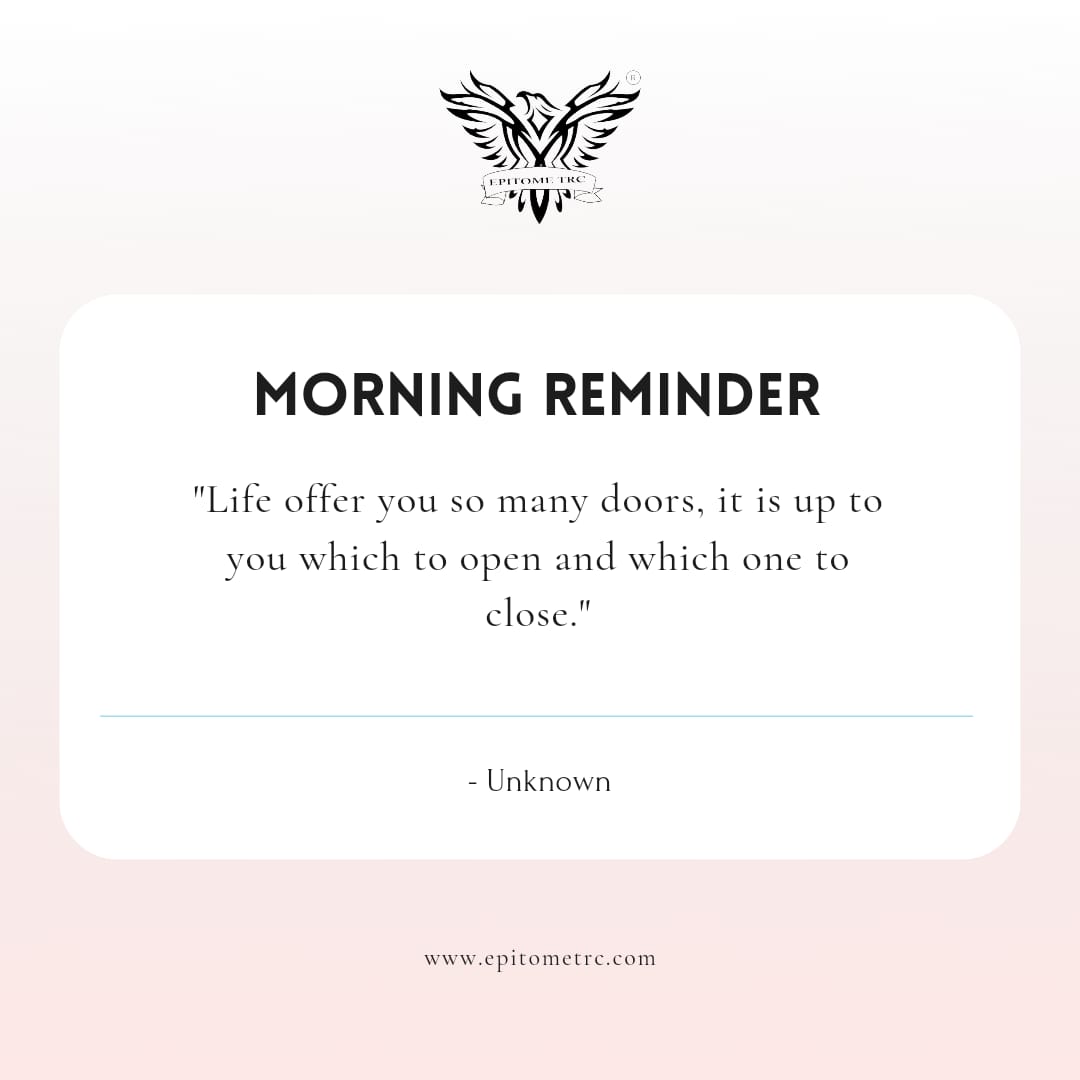 ®
EPITOME TRC
MORNING REMINDER
"Life offer you so many doors, it is up to
you which to open and which one to
close."
- Unknown
www.epitometrc.com